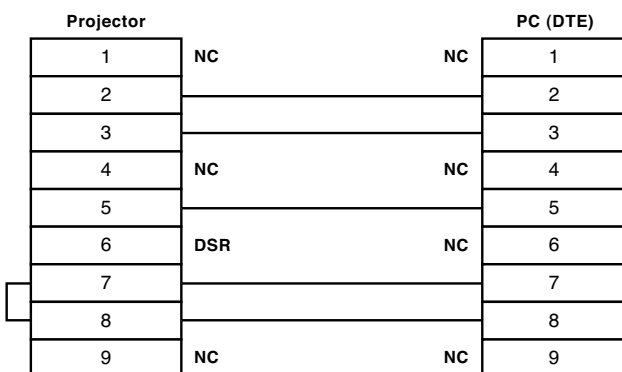 Projector PC (DTE)
1 NC NC 1
2 2
3 3
4 NC NC 4
5 5
6 DSR NC 6
7 7
8 8
9 NC NC 9